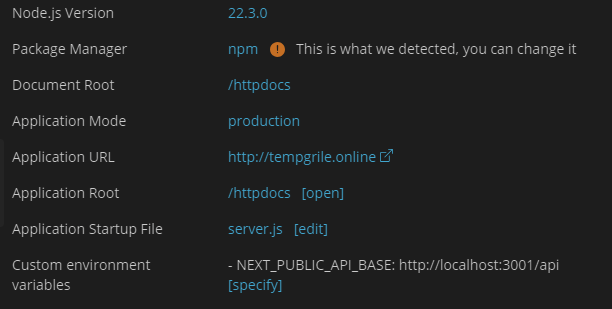 Node.js Version 22.3.0
Package Manager npm ! This is what we detected, you can change it
Document Root /httpdocs
Application Mode production
Application URL http://tempgrile.online
Application Root /httpdocs [open]
Application Startup File server.js [edit]
Custom environment - NEXT_PUBLIC_API_BASE: http://localhost:3001/api
variables [specify]